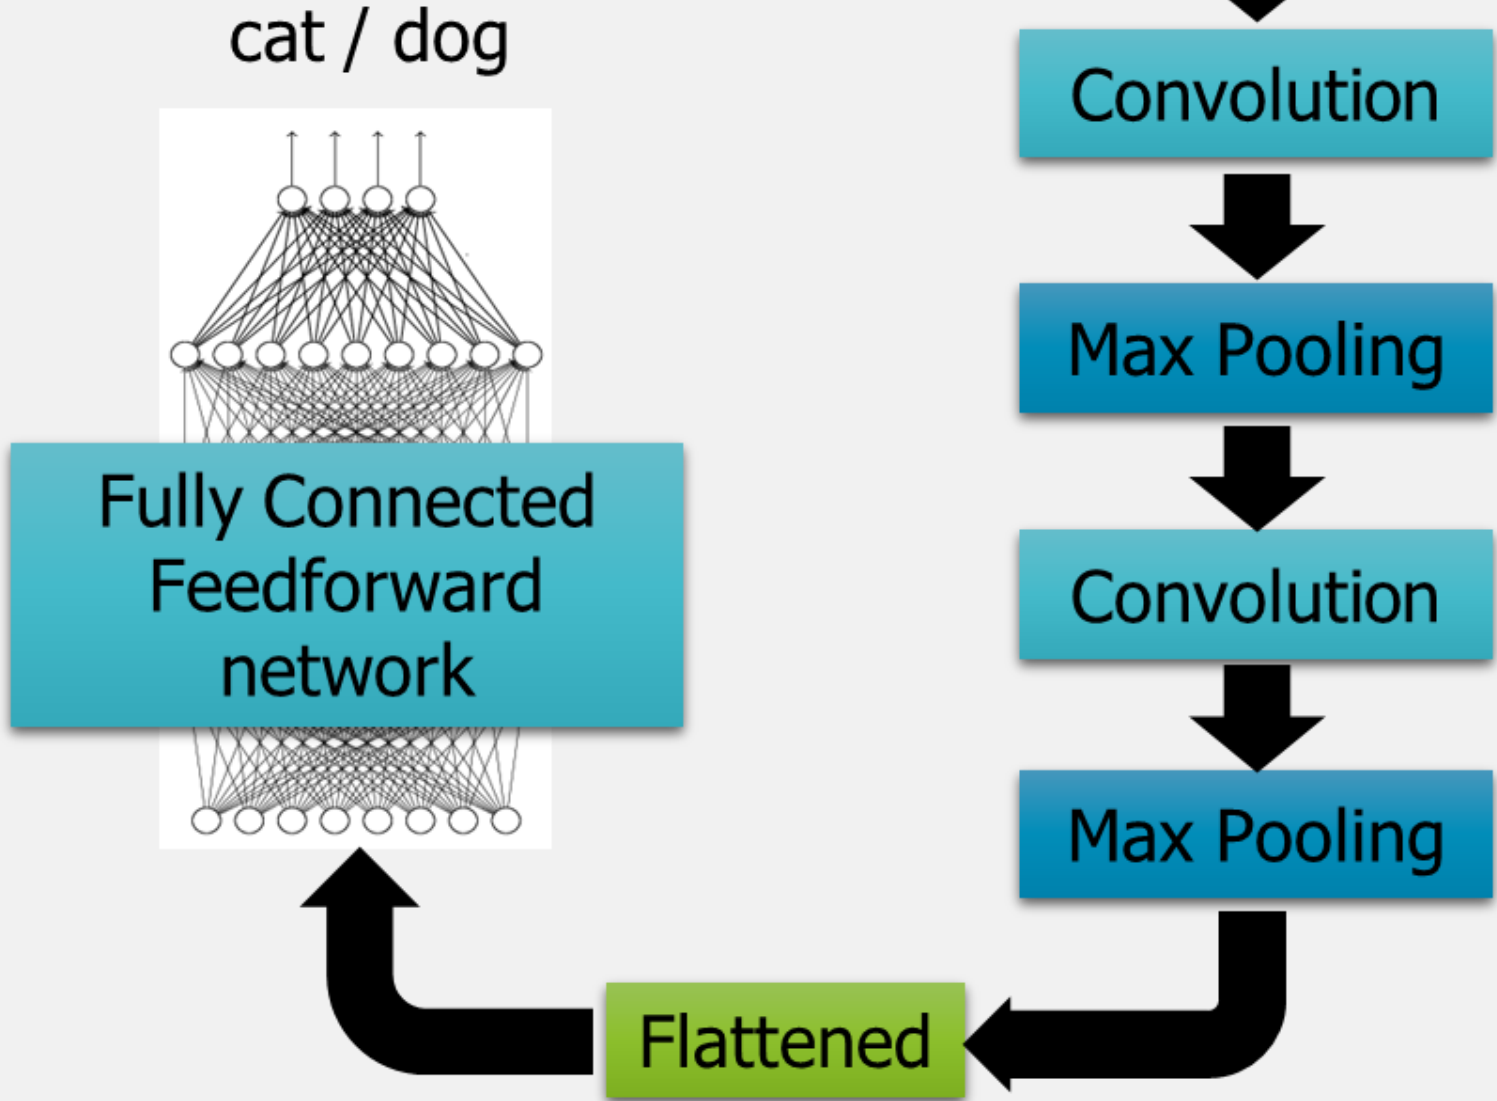 cat / dog
Convolution
Max Pooling
Convolution
Max Pooling
Flattened
Fully Connected
Feedforward
network